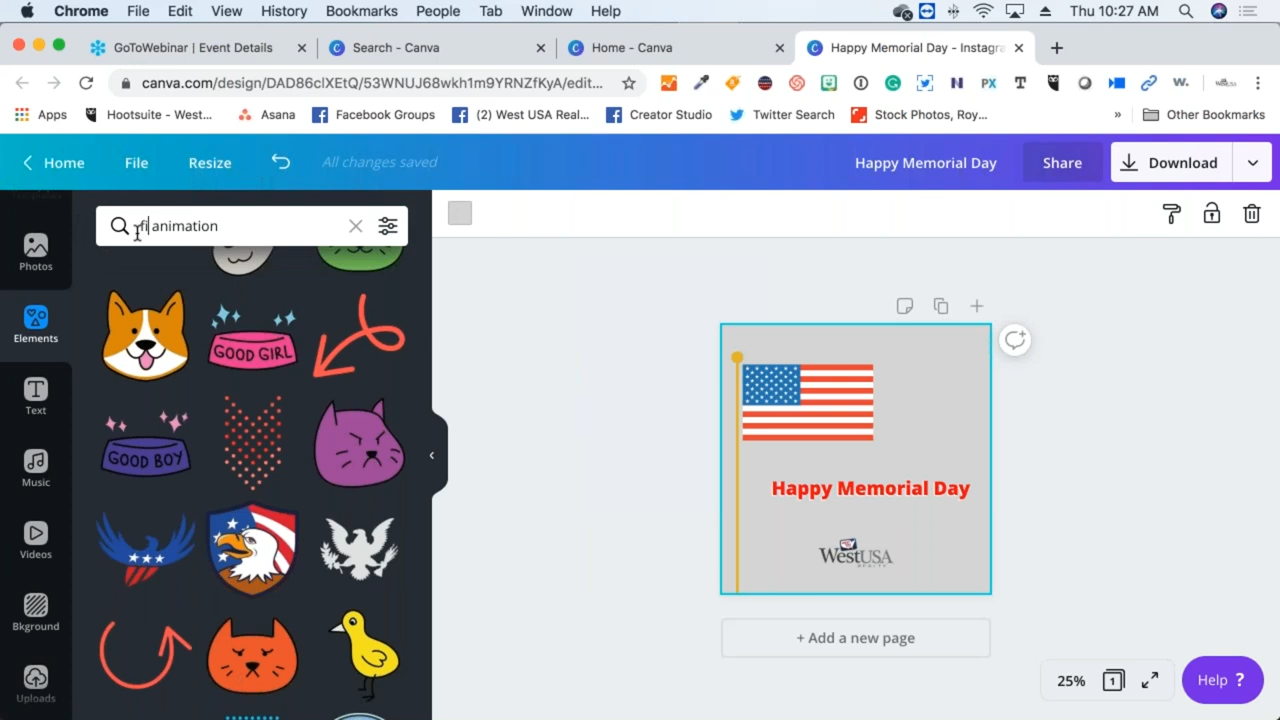 Chrome File Edit View History Bookmarks People Tab Window Help Thu 10:27 AM
GoToWebinar | Event Details
Search - Canva
Home - Canva
Happy Memorial Day - Instagra
canva.com/design/DAD86clXEtQ/53WNUJ68wkh1m9YRNZfKyA/edit...
Apps Hootsuite - West... Asana Facebook Groups (2) West USA Real... Creator Studio Twitter Search Stock Photos, Roy... » Other Bookmarks
Home File Resize All changes saved Happy Memorial Day Share Download
fi animation
Photos
Elements
Text
Music
Videos
Bkground
Uploads
GOOD GIRL
GOOD BOY
Happy Memorial Day
WestUSA
REALTY
+ Add a new page
25% 1 Help ?